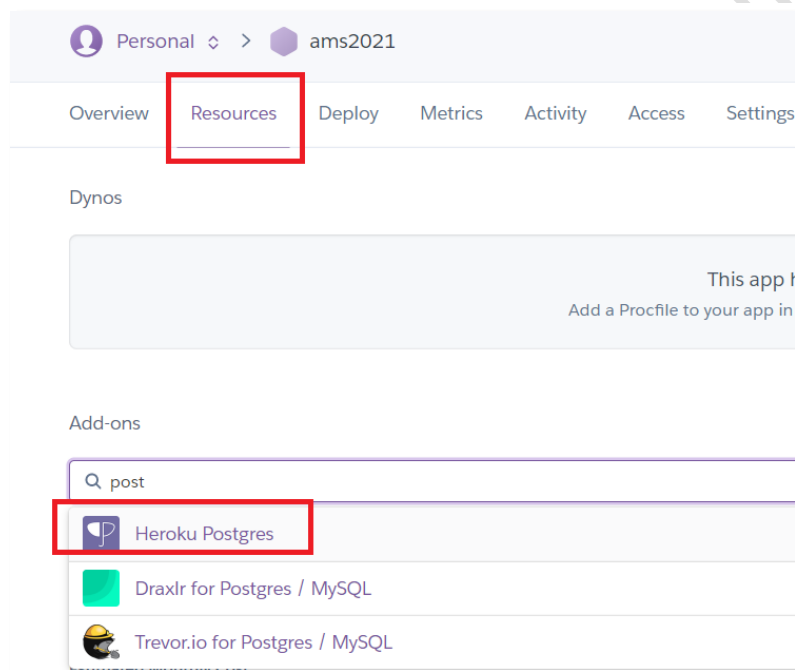 Personal > ams2021
Overview Resources Deploy Metrics Activity Access Settings
Dynos
This app
Add a Procfile to your app in
Add-ons
post
Heroku Postgres
Draxlr for Postgres / MySQL
Trevor.io for Postgres / MySQL